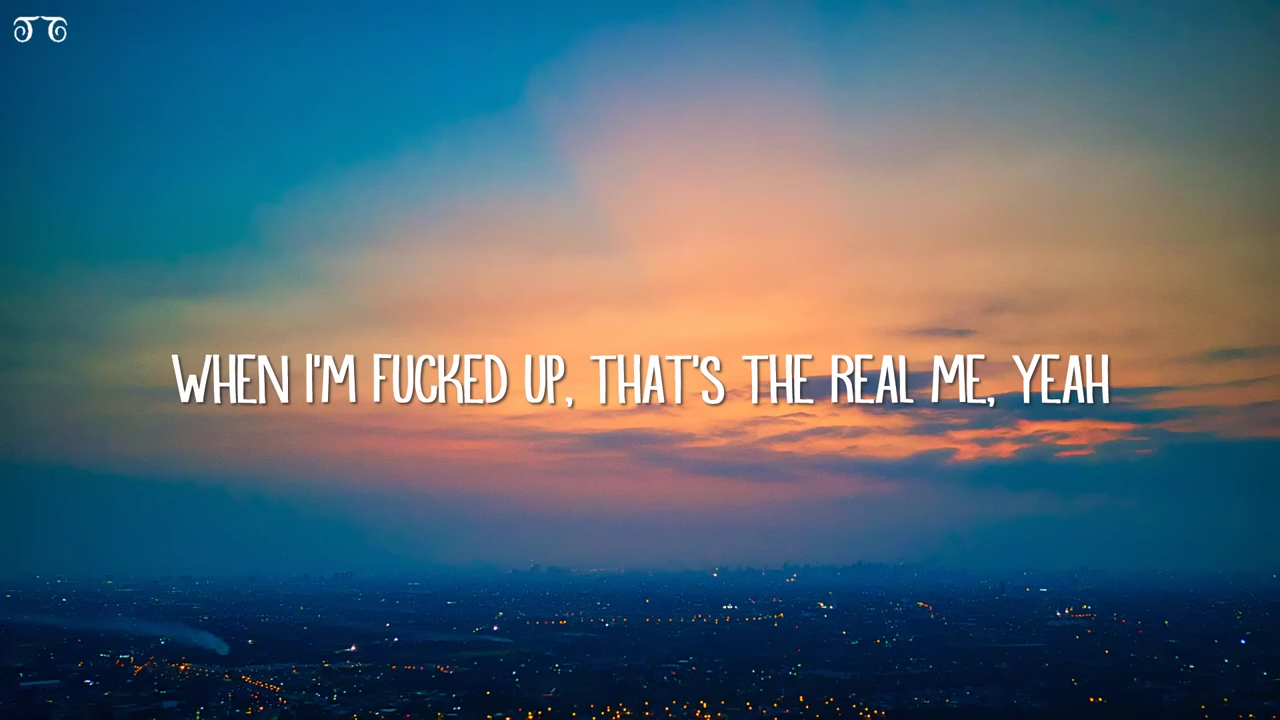 WHEN I'M FUCKED UP, THAT'S THE REAL ME, YEAH